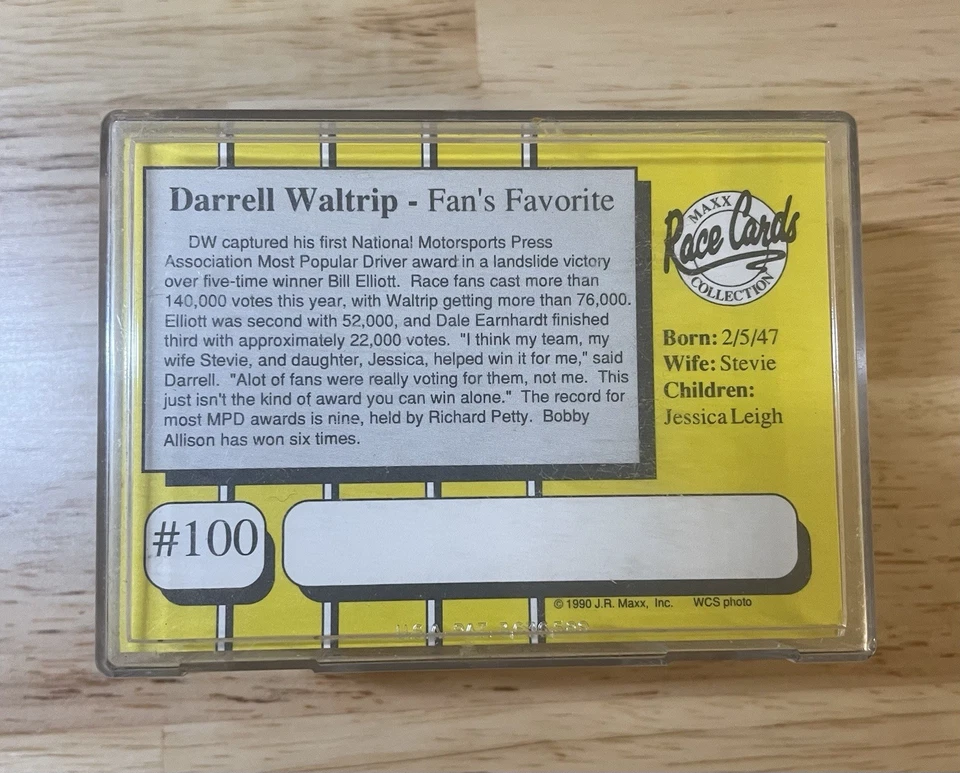 Darrell Waltrip - Fan's Favorite
DW captured his first National Motorsports Press
Association Most Popular Driver award in a landslide victory
over five-time winner Bill Elliott. Race fans cast more than
140,000 votes this year, with Waltrip getting more than 76,000.
Elliott was second with 52,000, and Dale Earnhardt finished
third with approximately 22,000 votes. "I think my team, my
wife Stevie, and daughter, Jessica, helped win it for me," said
Darrell. "Alot of fans were really voting for them, not me. This
just isn't the kind of award you can win alone." The record for
most MPD awards is nine, held by Richard Petty. Bobby
Allison has won six times.
MAXX
Race Cards
COLLECTION
Born: 2/5/47
Wife: Stevie
Children:
Jessica Leigh
#100
© 1990 J.R. Maxx, Inc. WCS photo
USA PAT.